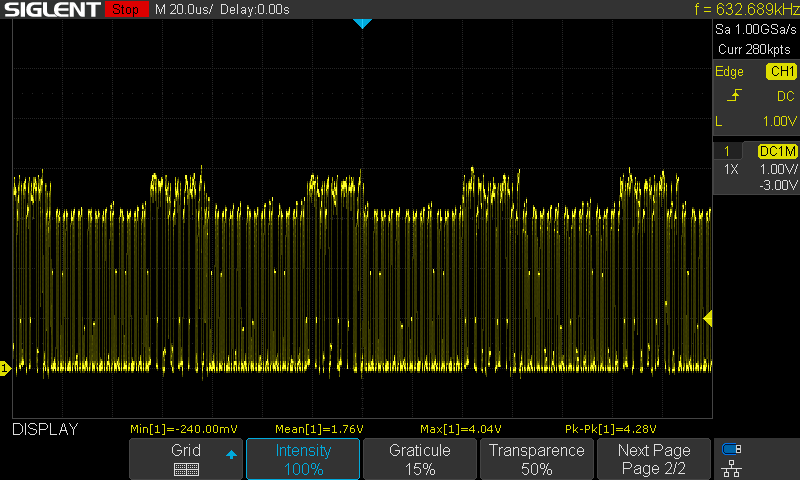 SIGLENT Stop M 20.0us/ Delay:0.00s f = 632.689kHz
Sa 1.00GSa/s
Curr 280kpts
Edge CH1
DC
L 1.00V
1 DC1M
1X 1.00V/
-3.00V
1
DISPLAY Min[1]=-240.00mV Mean[1]=1.76V Max[1]=4.04V Pk-Pk[1]=4.28V
Grid Intensity Graticule Transparence Next Page
100% 15% 50% Page 2/2